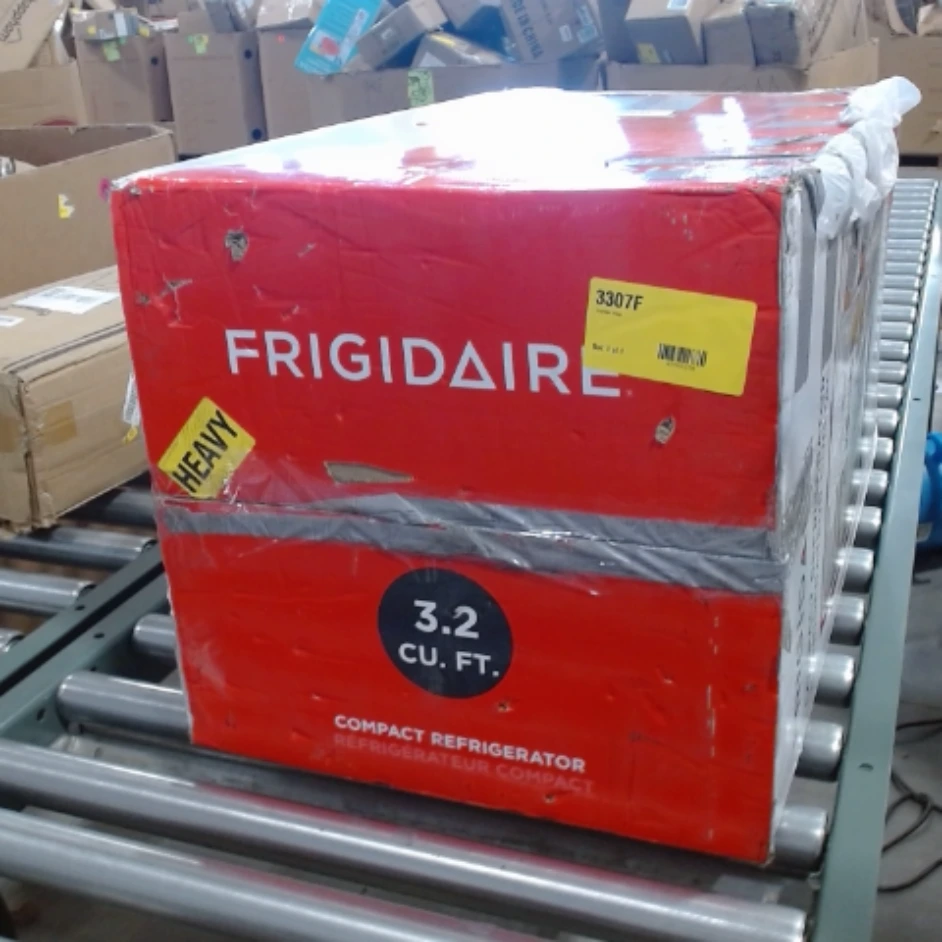 3307F
FRIGIDAIRE
HEAVY
3.2
CU. FT.
COMPACT REFRIGERATOR
RÉFRIGÉRATEUR COMPACT